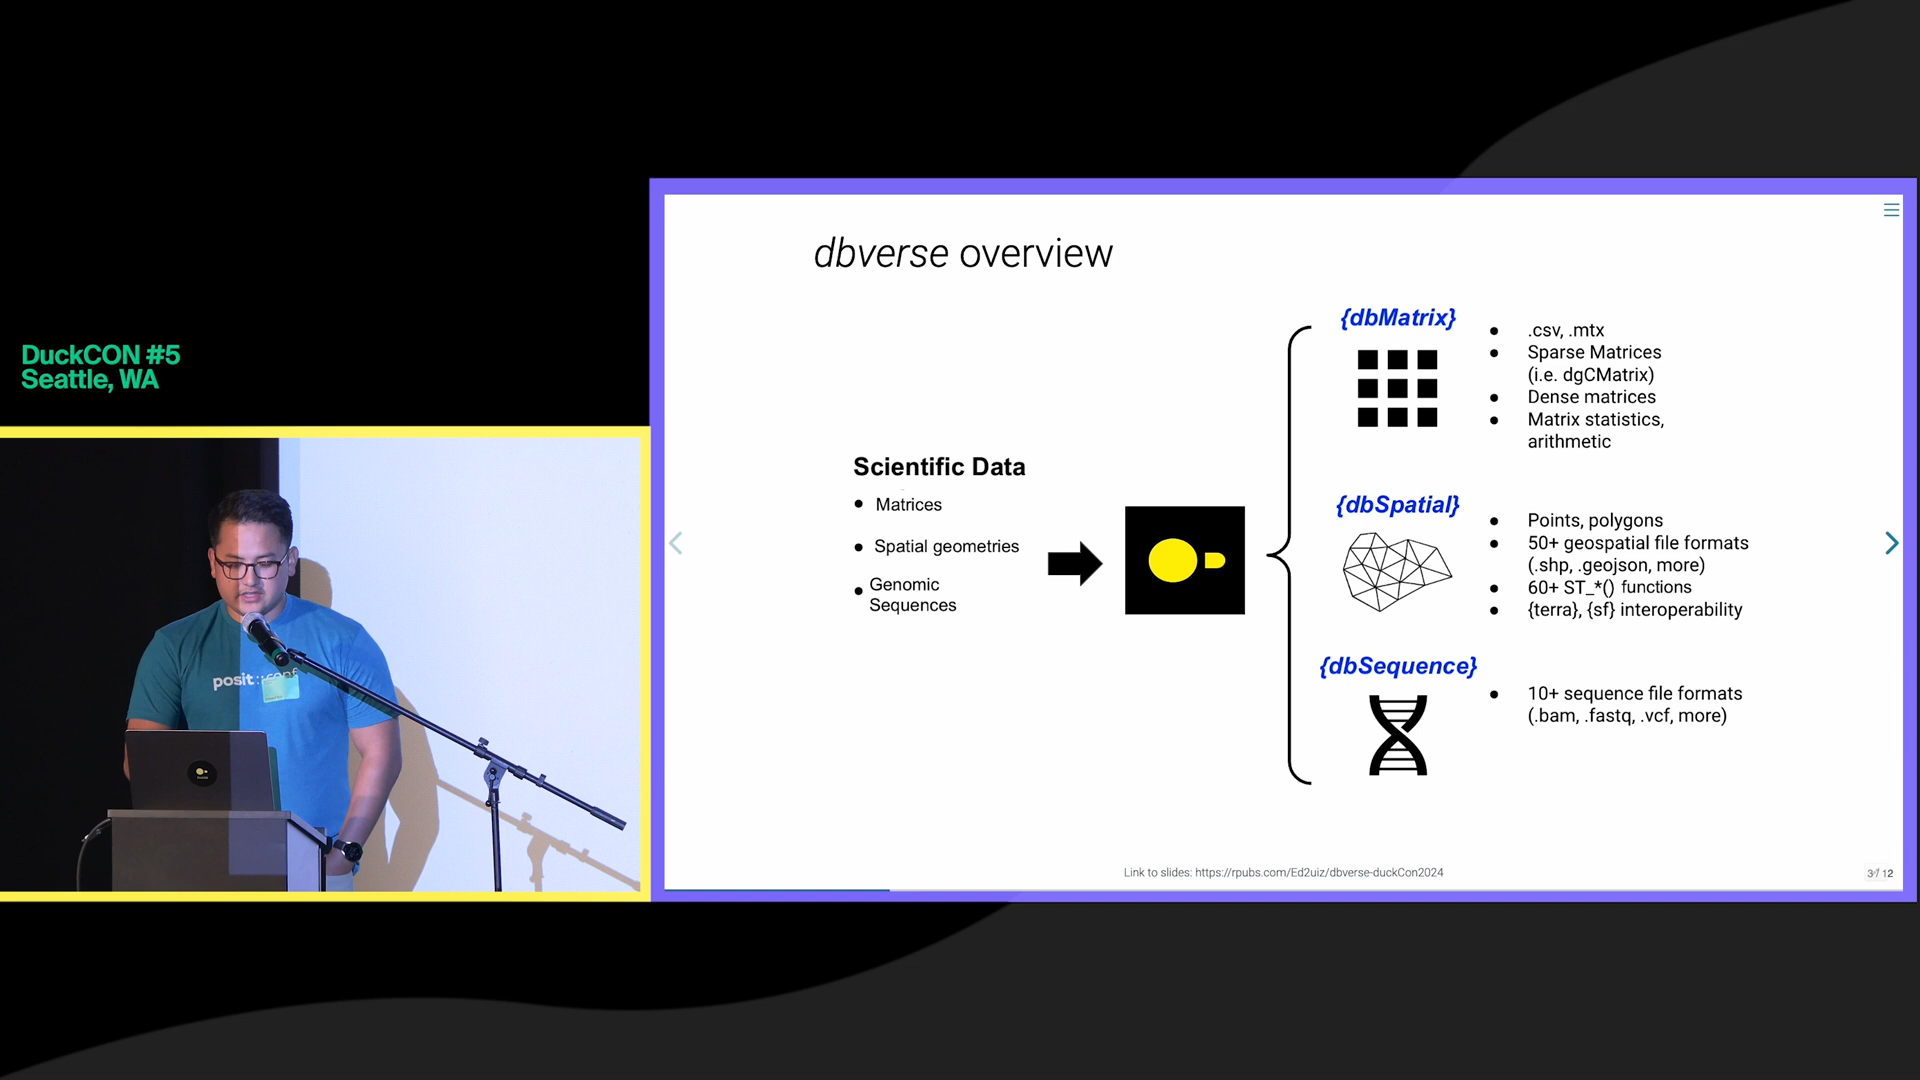 DuckCON #5
Seattle, WA
posit::conf
dbverse overview
Scientific Data
● Matrices
● Spatial geometries
● Genomic
Sequences
{dbMatrix}
● .csv, .mtx
● Sparse Matrices
(i.e. dgCMatrix)
● Dense matrices
● Matrix statistics,
arithmetic
{dbSpatial}
● Points, polygons
● 50+ geospatial file formats
(.shp, .geojson, more)
● 60+ ST_*() functions
● {terra}, {sf} interoperability
{dbSequence}
● 10+ sequence file formats
(.bam, .fastq, .vcf, more)
Link to slides: https://rpubs.com/Ed2uiz/dbverse-duckCon2024
3 / 12